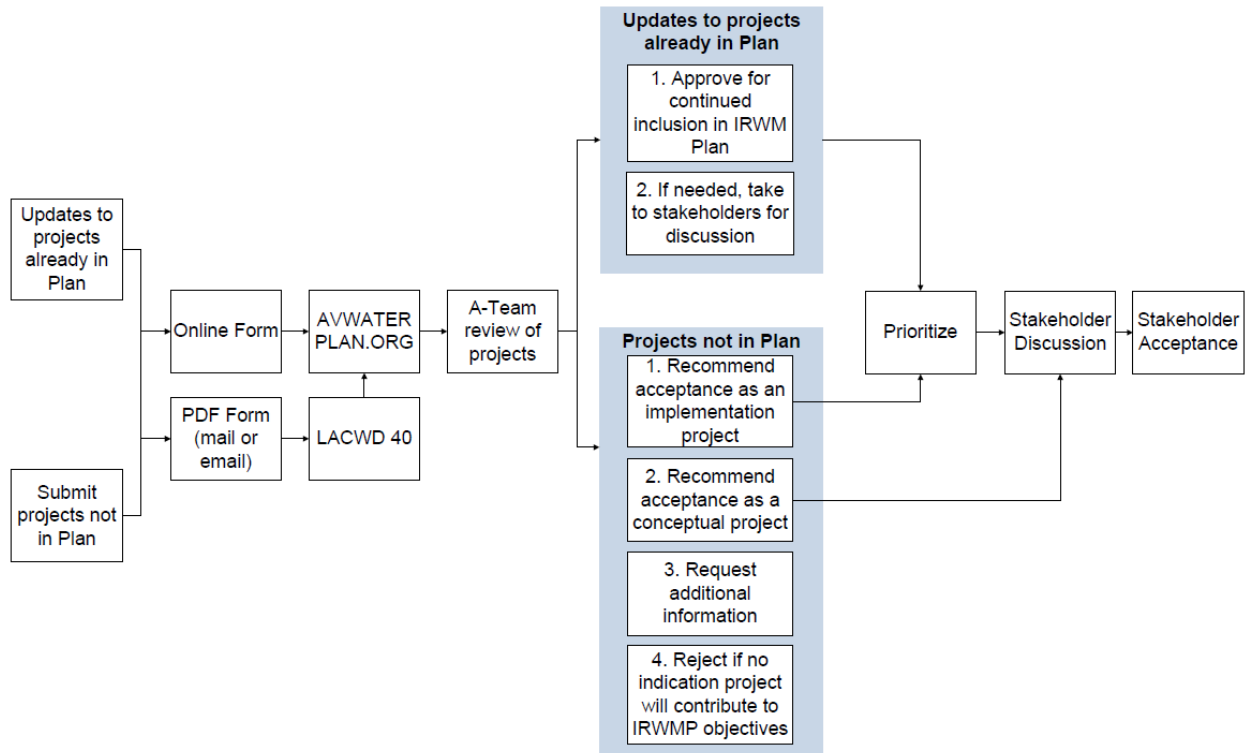 Updates to
projects
already in
Plan
Submit
projects not
in Plan
Online Form
PDF Form
(mail or
email)
AVWATER
PLAN.ORG
LACWD 40
A-Team
review of
projects
Updates to projects
already in Plan
1. Approve for
continued
inclusion in IRWM
Plan
2. If needed, take
to stakeholders for
discussion
Projects not in Plan
1. Recommend
acceptance as an
implementation
project
2. Recommend
acceptance as a
conceptual project
3. Request
additional
information
4. Reject if no
indication project
will contribute to
IRWMP objectives
Prioritize
Stakeholder
Discussion
Stakeholder
Acceptance